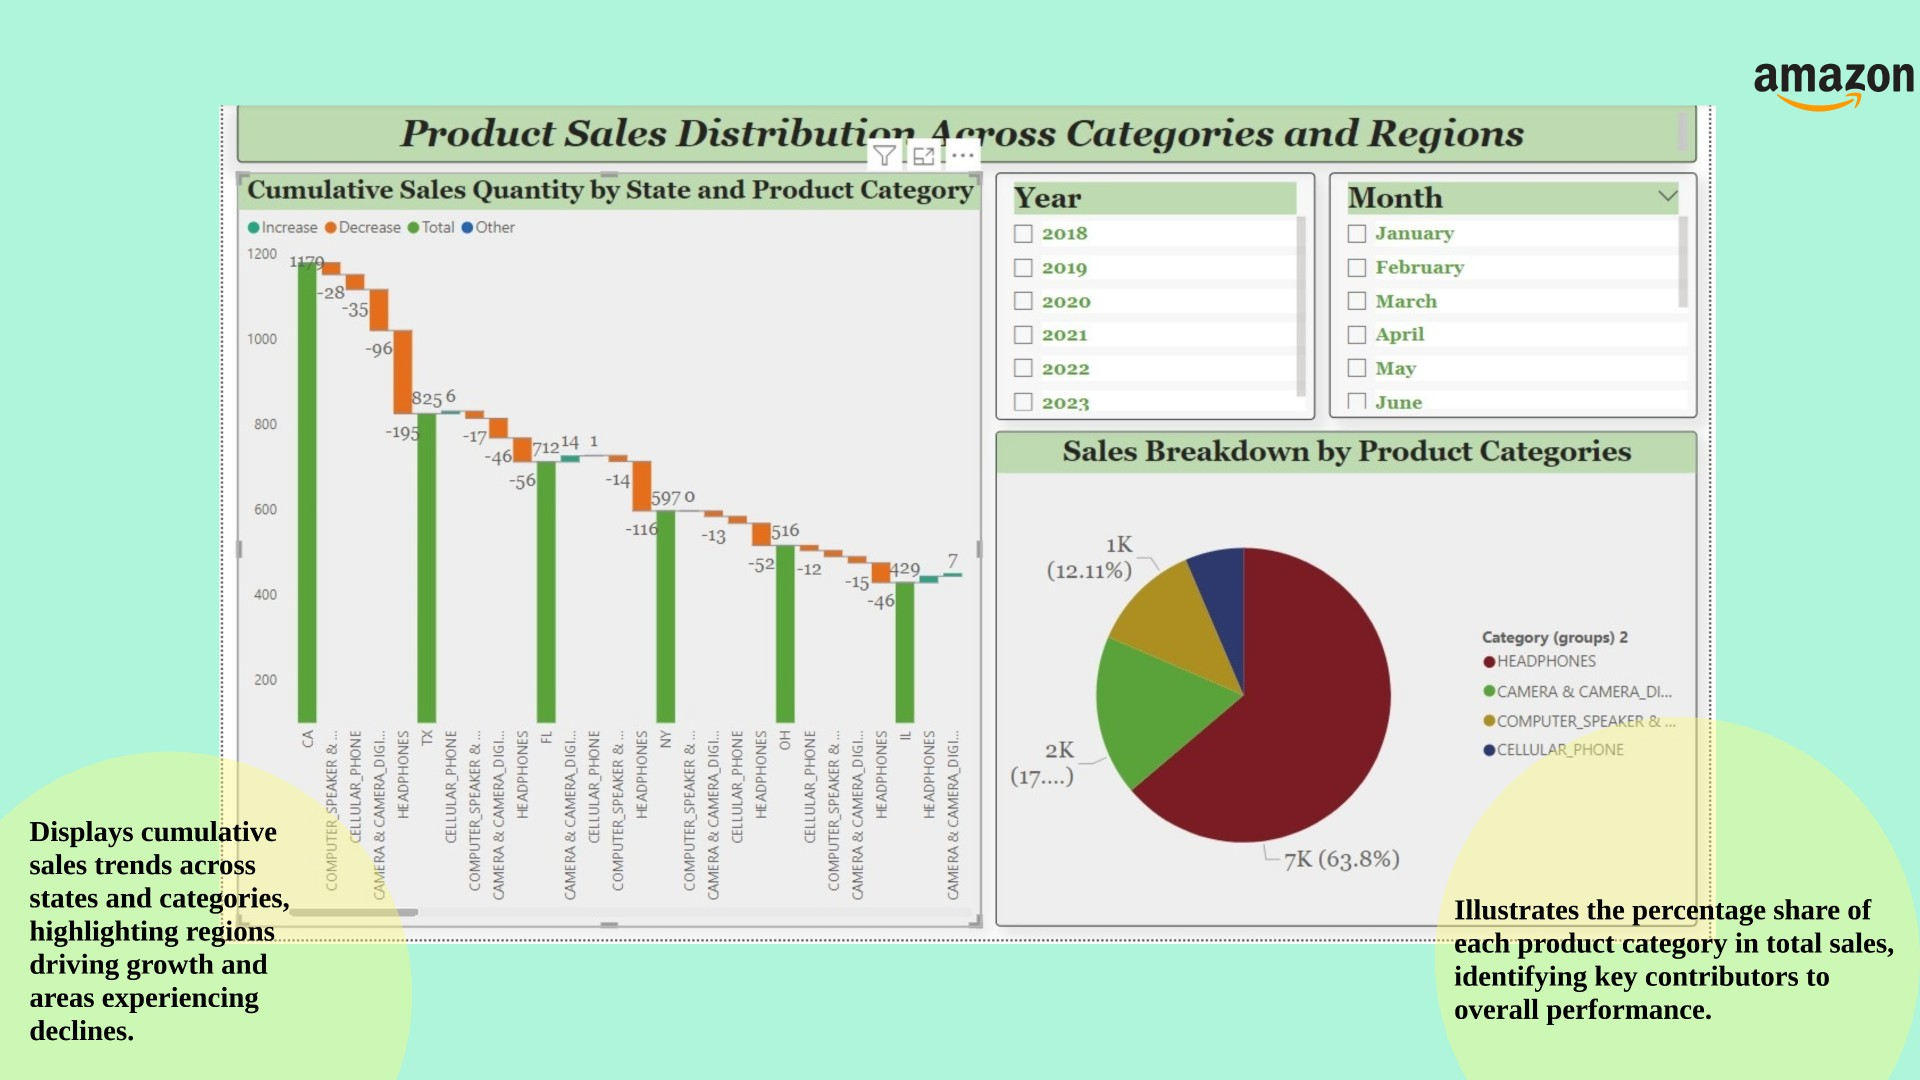 amazon
Product Sales Distribution Across Categories and Regions
Cumulative Sales Quantity by State and Product Category
Increase Decrease Total Other
1200
1000
800
600
400
200
1179
-28
-35
-96
-195
825
6
-17
-46
-56
712
14
1
-14
-116
597
0
-13
-52
516
-12
-15
-46
429
7
CA
COMPUTER_SPEAKER & ...
CELLULAR_PHONE
CAMERA & CAMERA_DIGI...
HEADPHONES
TX
CELLULAR_PHONE
COMPUTER_SPEAKER & ...
CAMERA & CAMERA_DIGI...
HEADPHONES
FL
CAMERA & CAMERA_DIGI...
CELLULAR_PHONE
COMPUTER_SPEAKER & ...
HEADPHONES
NY
COMPUTER_SPEAKER & ...
CAMERA & CAMERA_DIGI...
CELLULAR_PHONE
HEADPHONES
OH
CELLULAR_PHONE
COMPUTER_SPEAKER & ...
CAMERA & CAMERA_DIGI...
HEADPHONES
IL
HEADPHONES
CAMERA & CAMERA_DIGI...
Year
2018
2019
2020
2021
2022
2023
Month
January
February
March
April
May
June
Sales Breakdown by Product Categories
1K
(12.11%)
2K
(17....)
7K (63.8%)
Category (groups) 2
HEADPHONES
CAMERA & CAMERA_DI...
COMPUTER_SPEAKER & ...
CELLULAR_PHONE
Displays cumulative
sales trends across
states and categories,
highlighting regions
driving growth and
areas experiencing
declines.
Illustrates the percentage share of
each product category in total sales,
identifying key contributors to
overall performance.